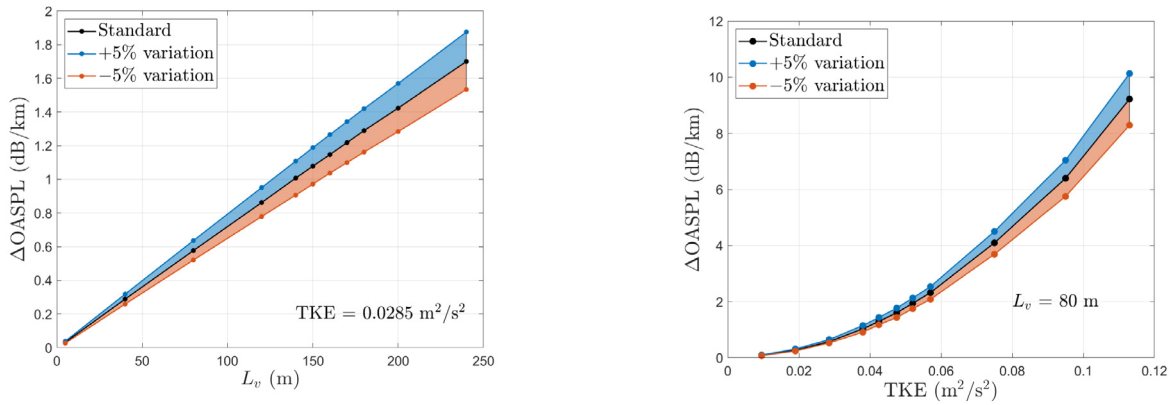 2
1.8
1.6
1.4
1.2
1
0.8
0.6
0.4
0.2
0
ΔOASPL (dB/km)
Standard
+5% variation
−5% variation
TKE = 0.0285 m²/s²
0 50 100 150 200 250
L_v (m)
12
10
8
6
4
2
0
ΔOASPL (dB/km)
Standard
+5% variation
−5% variation
L_v = 80 m
0 0.02 0.04 0.06 0.08 0.1 0.12
TKE (m²/s²)